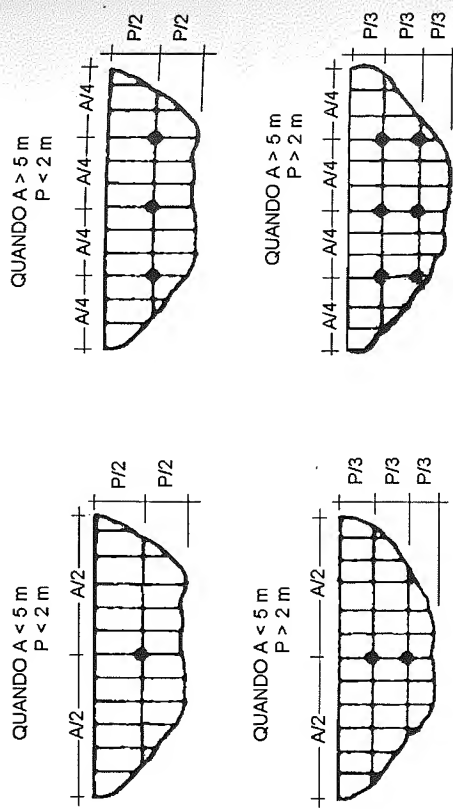 QUANDO A < 5 m
P < 2 m
A/2
A/2
P/2
P/2
QUANDO A > 5 m
P < 2 m
A/4
A/4
A/4
A/4
P/2
P/2
QUANDO A < 5 m
P > 2 m
A/2
A/2
P/3
P/3
P/3
QUANDO A > 5 m
P > 2 m
A/4
A/4
A/4
A/4
P/3
P/3
P/3